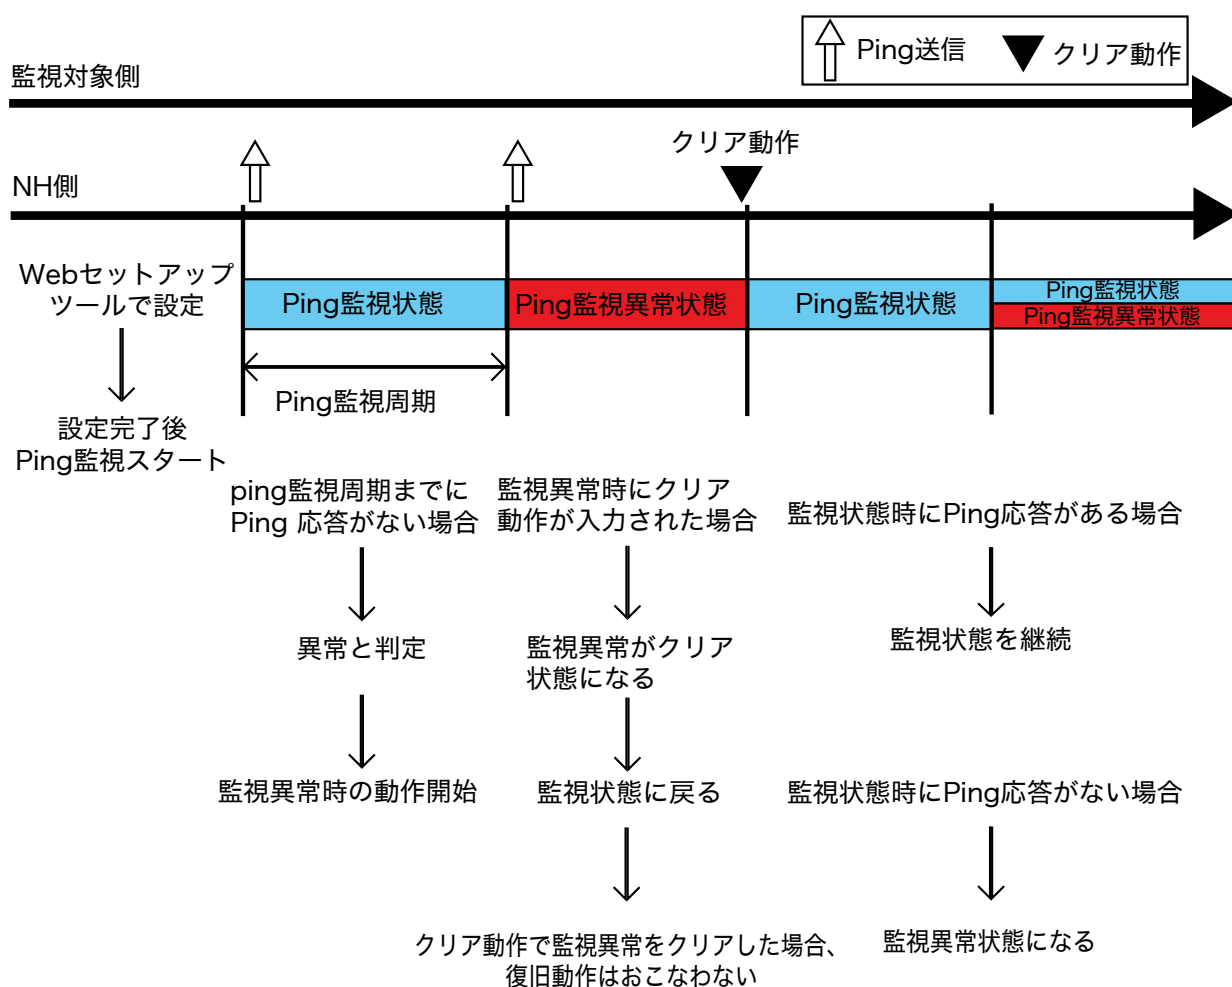 Ping送信
クリア動作
監視対象側
クリア動作
NH側
Webセットアップ
ツールで設定
Ping監視状態
Ping監視異常状態
Ping監視状態
Ping監視状態
Ping監視異常状態
Ping監視周期
設定完了後
Ping監視スタート
ping監視周期までに
Ping 応答がない場合
異常と判定
監視異常時の動作開始
監視異常時にクリア
動作が入力された場合
監視異常がクリア
状態になる
監視状態に戻る
クリア動作で監視異常をクリアした場合、
復旧動作はおこなわない
監視状態時にPing応答がある場合
監視状態を継続
監視状態時にPing応答がない場合
監視異常状態になる